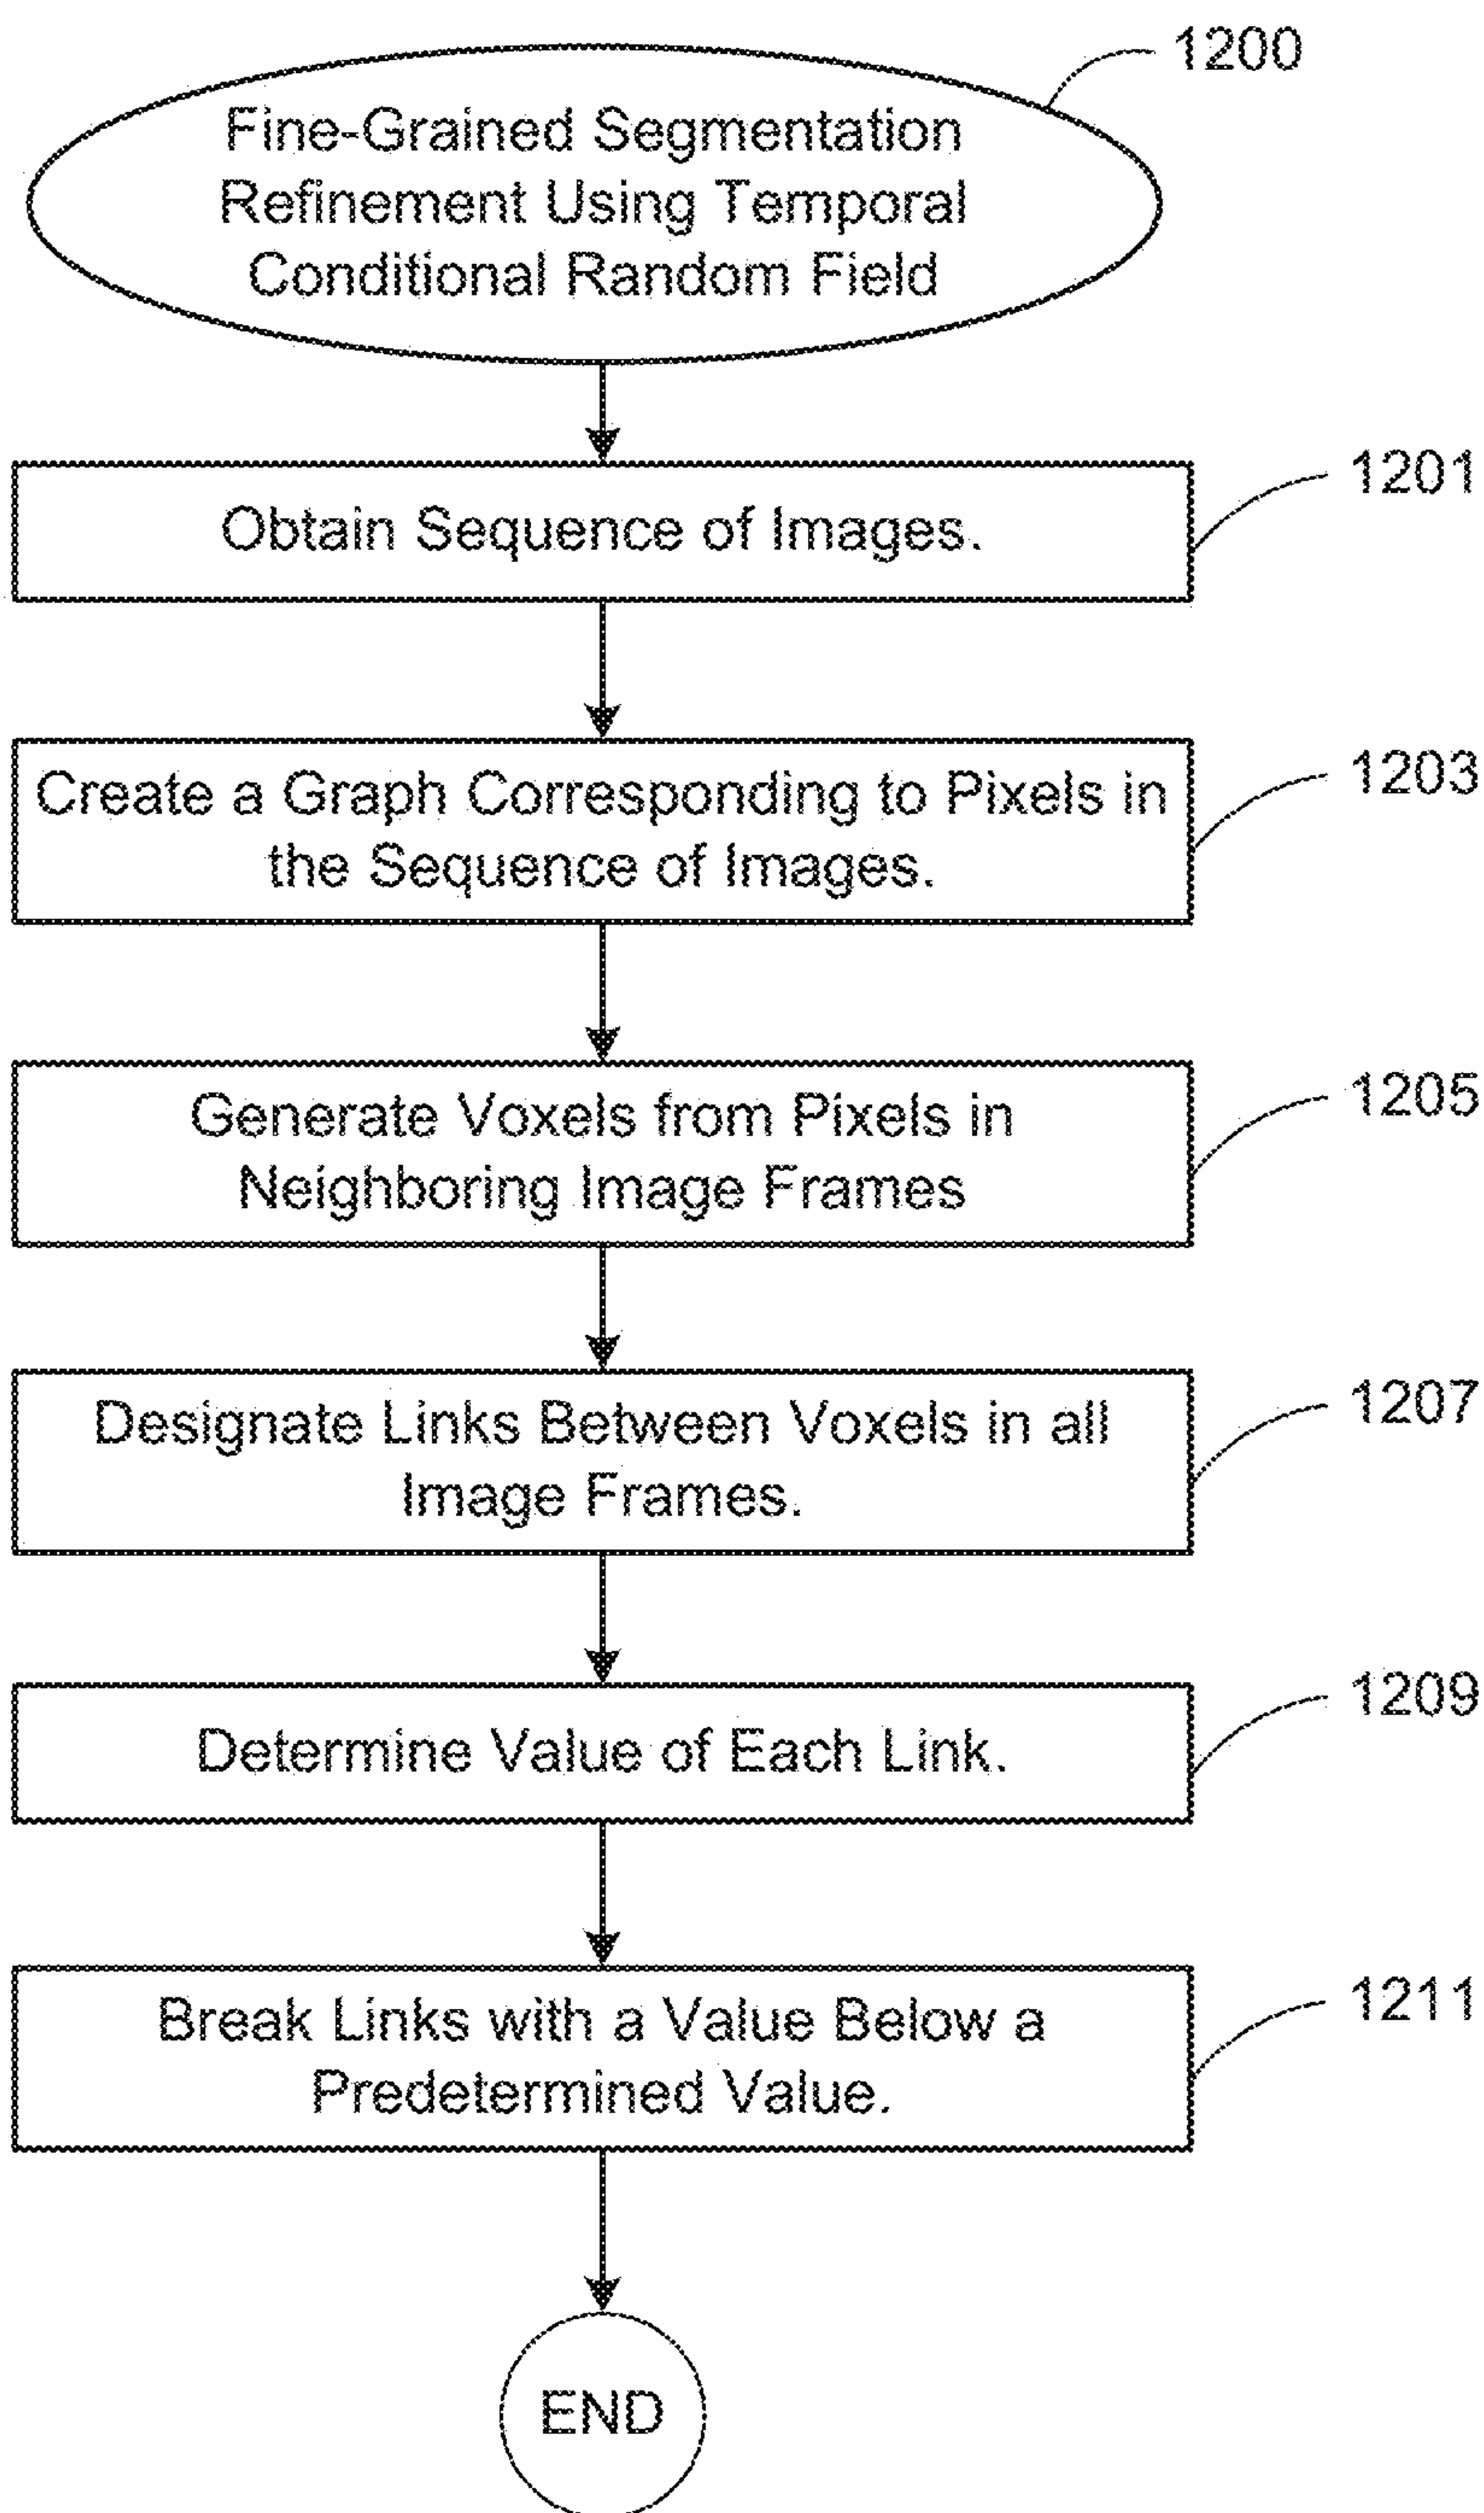 1200
Fine-Grained Segmentation
Refinement Using Temporal
Conditional Random Field
Obtain Sequence of Images.
1201
Create a Graph Corresponding to Pixels in
the Sequence of Images.
1203
Generate Voxels from Pixels in
Neighboring Image Frames
1205
Designate Links Between Voxels in all
Image Frames.
1207
Determine Value of Each Link.
1209
Break Links with a Value Below a
Predetermined Value.
1211
END